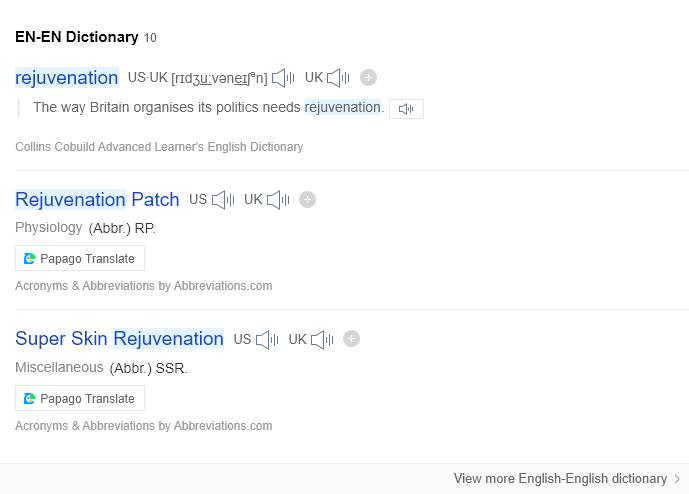 EN-EN Dictionary 10
rejuvenation US·UK [rɪdʒuːvəneɪʃᵊn] UK
The way Britain organises its politics needs rejuvenation.
Collins Cobuild Advanced Learner's English Dictionary
Rejuvenation Patch US UK
Physiology (Abbr.) RP.
Papago Translate
Acronyms & Abbreviations by Abbreviations.com
Super Skin Rejuvenation US UK
Miscellaneous (Abbr.) SSR.
Papago Translate
Acronyms & Abbreviations by Abbreviations.com
View more English-English dictionary